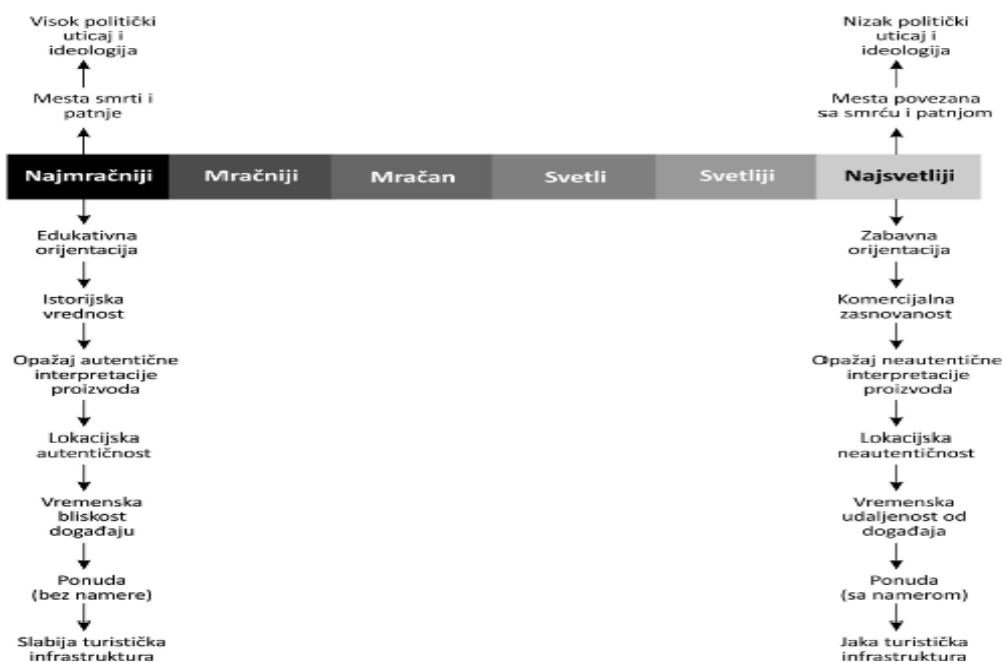 Visok politički
uticaj i
ideologija
Nizak politički
uticaj i
ideologija
Mesta smrti i
patnje
Mesta povezana
sa smrću i patnjom
Najmračniji
Mračniji
Mračan
Svetli
Svetliji
Najsvetliji
Edukativna
orijentacija
Istorijska
vrednost
Opažaj autentične
interpretacije
proizvoda
Lokacijska
autentičnost
Vremenska
bliskost
događaju
Ponuda
(bez namere)
Slabija turistička
infrastruktura
Zabavna
orijentacija
Komercijalna
zasnovanost
Opažaj neautentične
interpretacije
proizvoda
Lokacijska
neautentičnost
Vremenska
udaljenost od
događaja
Ponuda
(sa namerom)
Jaka turistička
infrastruktura